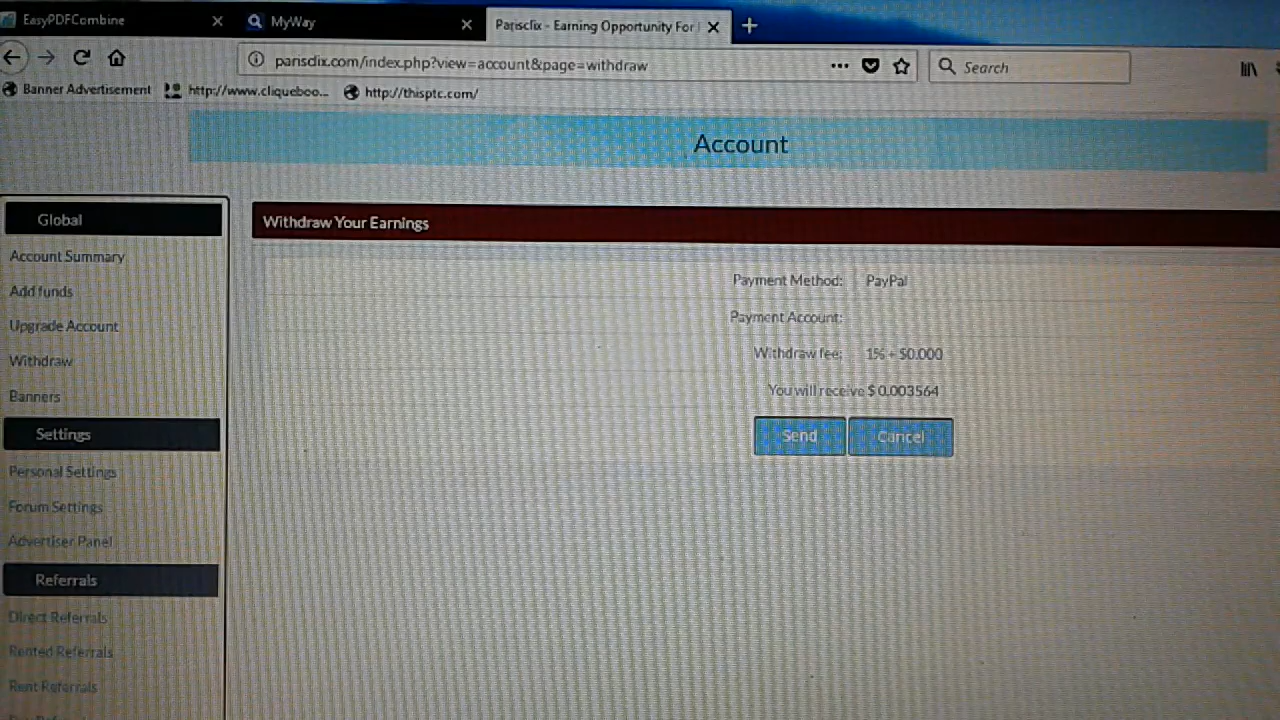 EasyPDFCombine
MyWay
Parisclix - Earning Opportunity For
parisclix.com/index.php?view=account&page=withdraw
Search
Banner Advertisement
http://www.cliqueboo...
http://thisptc.com/
Account
Global
Withdraw Your Earnings
Account Summary
Payment Method: PayPal
Add funds
Payment Account:
Upgrade Account
Withdraw fee: 1% + $0.000
Withdraw
You will receive $ 0.003564
Banners
Send
Cancel
Settings
Personal Settings
Forum Settings
Advertiser Panel
Referrals
Direct Referrals
Rented Referrals
Rent Referrals